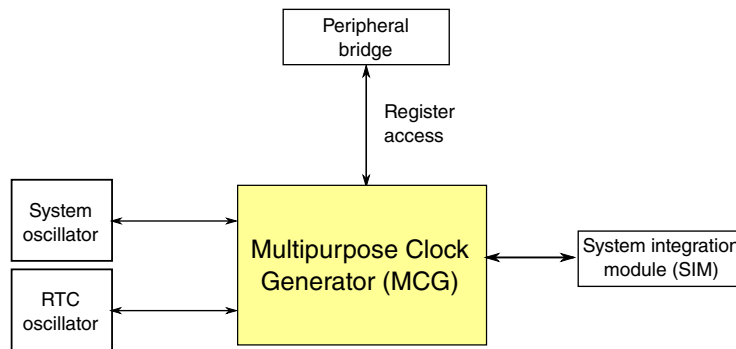 Peripheral
bridge
Register
access
System
oscillator
Multipurpose Clock
Generator (MCG)
System integration
module (SIM)
RTC
oscillator